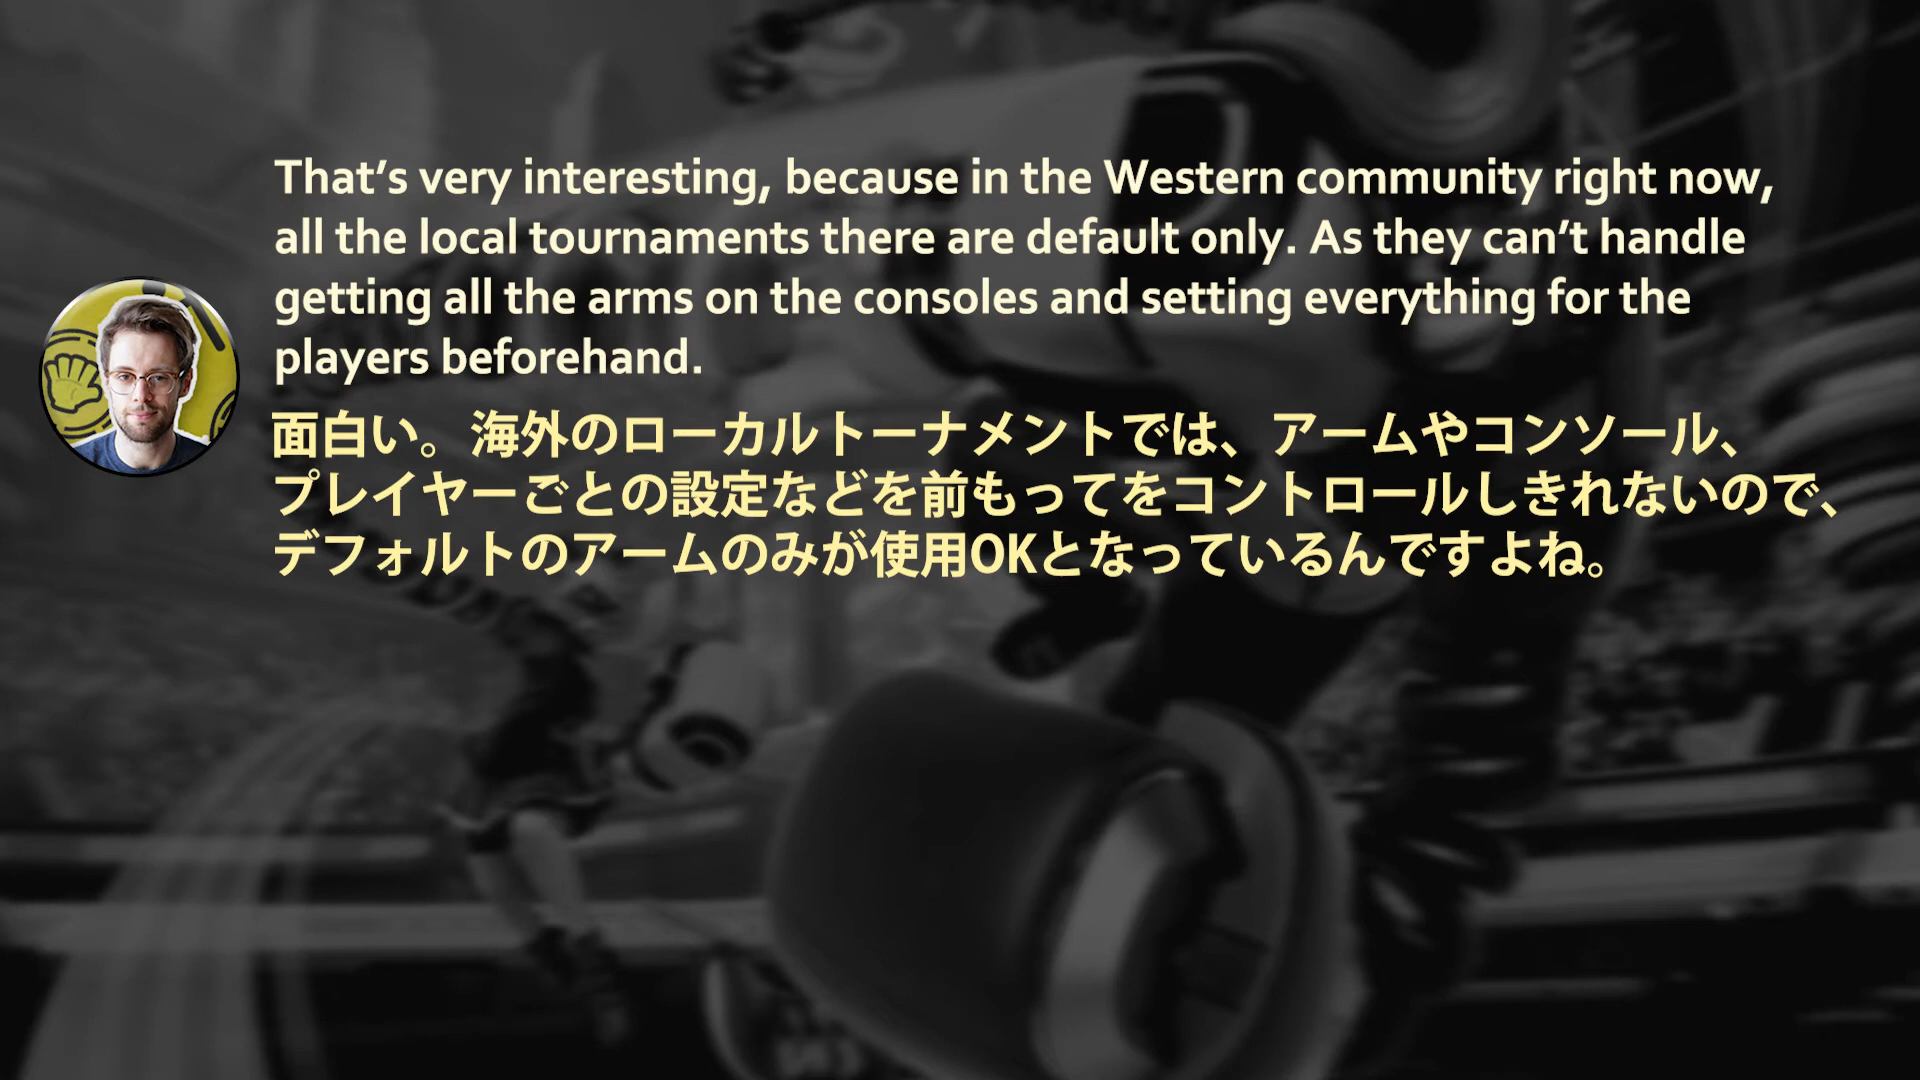 That’s very interesting, because in the Western community right now,
all the local tournaments there are default only. As they can’t handle
getting all the arms on the consoles and setting everything for the
players beforehand.
面白い。海外のローカルトーナメントでは、アームやコンソール、
プレイヤーごとの設定などを前もってをコントロールしきれないので、
デフォルトのアームのみが使用OKとなっているんですよね。